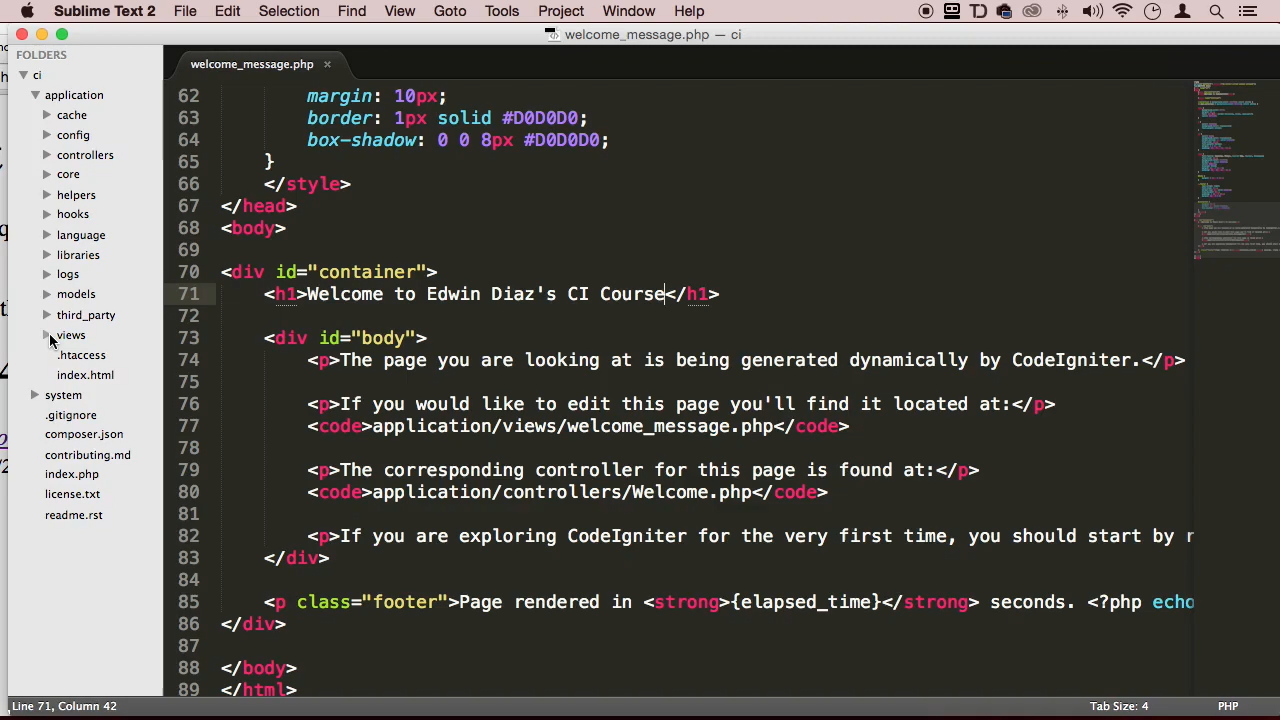 Sublime Text 2 File Edit Selection Find View Goto Tools Project Window Help
welcome_message.php — ci
FOLDERS
ci
application
cache
config
controllers
core
helpers
hooks
language
libraries
logs
models
third_party
views
.htaccess
index.html
system
.gitignore
composer.json
contributing.md
index.php
license.txt
readme.rst
welcome_message.php ×
62 margin: 10px;
63 border: 1px solid #D0D0D0;
64 box-shadow: 0 0 8px #D0D0D0;
65 }
66 </style>
67 </head>
68 <body>
69
70 <div id="container">
71 <h1>Welcome to Edwin Diaz's CI Course</h1>
72
73 <div id="body">
74 <p>The page you are looking at is being generated dynamically by CodeIgniter.</p>
75
76 <p>If you would like to edit this page you'll find it located at:</p>
77 <code>application/views/welcome_message.php</code>
78
79 <p>The corresponding controller for this page is found at:</p>
80 <code>application/controllers/Welcome.php</code>
81
82 <p>If you are exploring CodeIgniter for the very first time, you should start by r
83 </div>
84
85 <p class="footer">Page rendered in <strong>{elapsed_time}</strong> seconds. <?php echo
86 </div>
87
88 </body>
89 </html>
Line 71, Column 42 Tab Size: 4 PHP